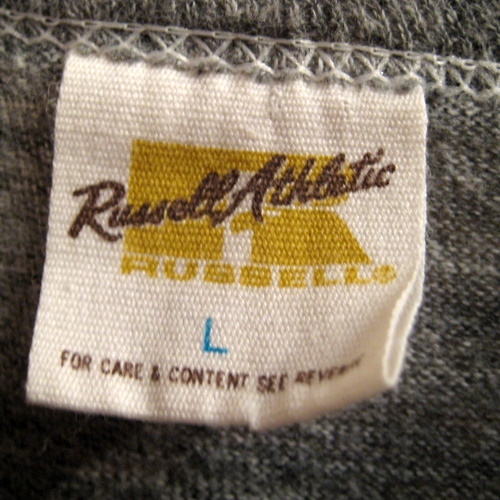 Russell Athletic
RUSSELL®
L
FOR CARE & CONTENT SEE REVERSE